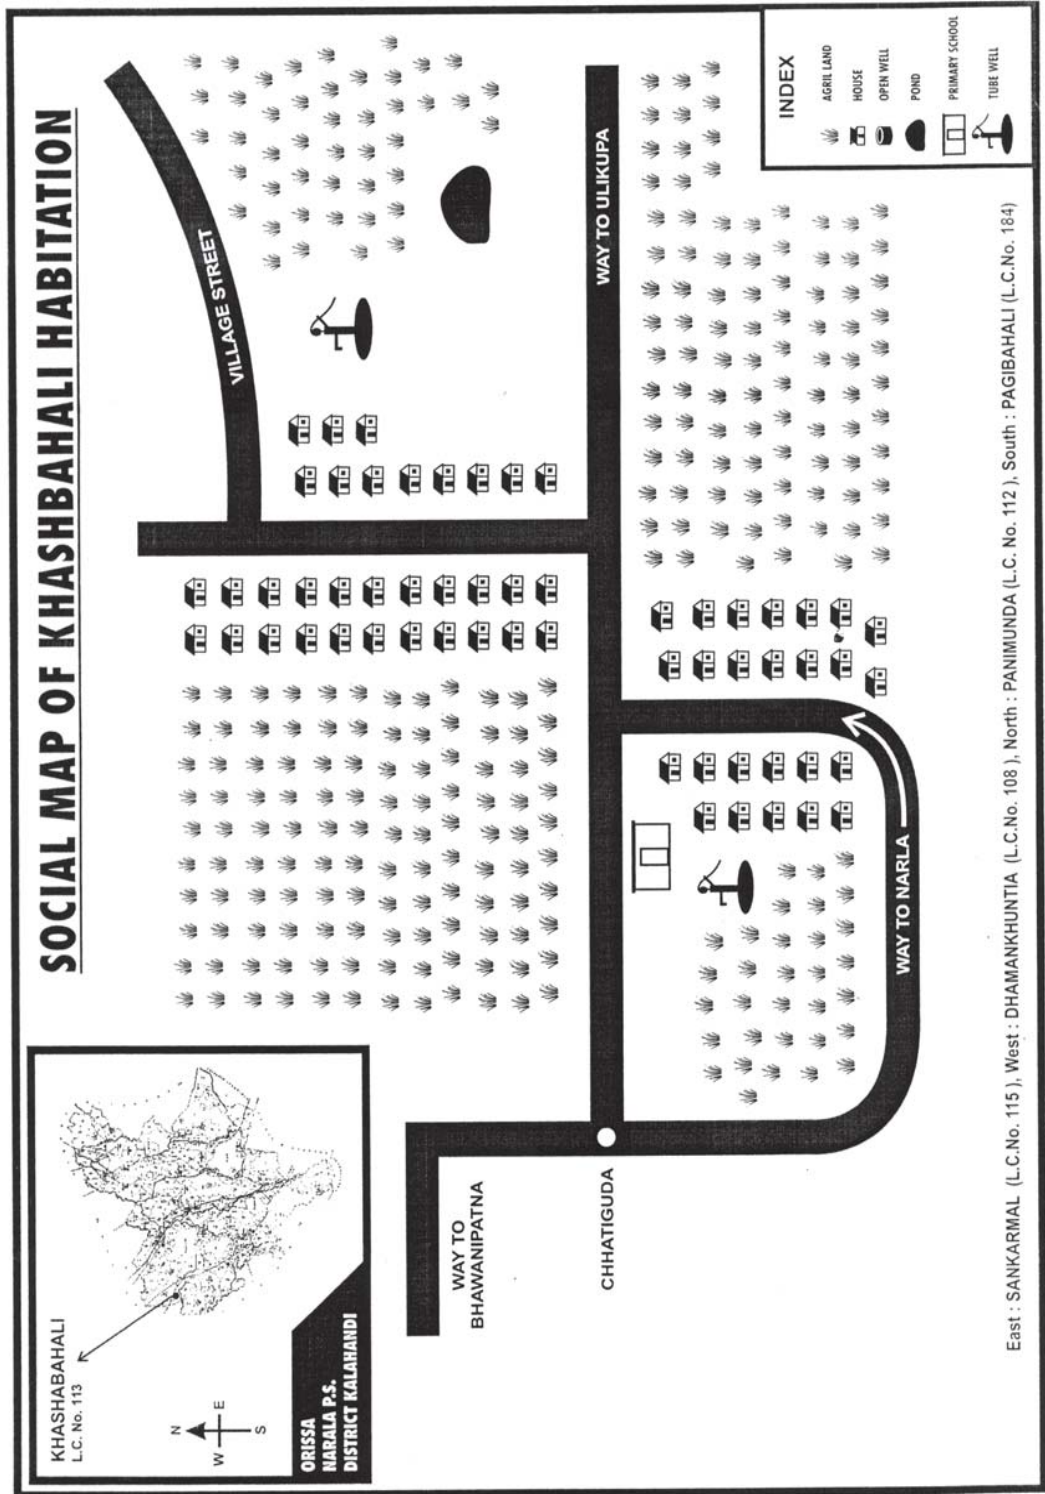 SOCIAL MAP OF KHASHBAHALI HABITATION
KHASHABAHALI
L.C. No. 113
N
W
E
S
ORISSA
NARALA P.S.
DISTRICT KALAHANDI
WAY TO
BHAWANIPATNA
CHHATIGUDA
VILLAGE STREET
WAY TO ULIKUPA
WAY TO NARLA
INDEX
AGRIL LAND
HOUSE
OPEN WELL
POND
PRIMARY SCHOOL
TUBE WELL
East : SANKARMAL (L.C.No. 115 ), West : DHAMANKHUNTIA (L.C.No. 108 ), North : PANIMUNDA (L.C. No. 112 ), South : PAGIBAHALI (L.C.No. 184)